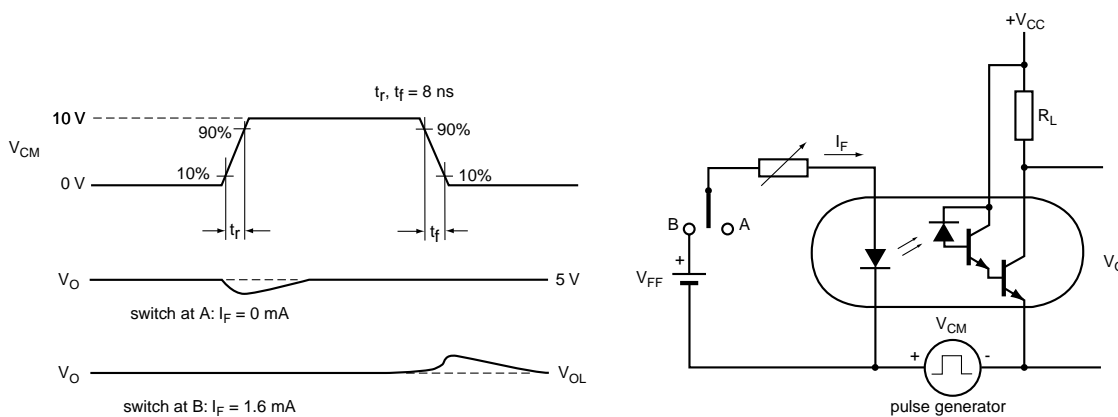 t_r, t_f = 8 ns
10 V
90%
90%
V_CM
10%
10%
0 V
t_r
t_f
V_O
5 V
switch at A: I_F = 0 mA
V_O
V_OL
switch at B: I_F = 1.6 mA
+V_CC
R_L
I_F
B
A
+
V_FF
V_CM
+
-
pulse generator